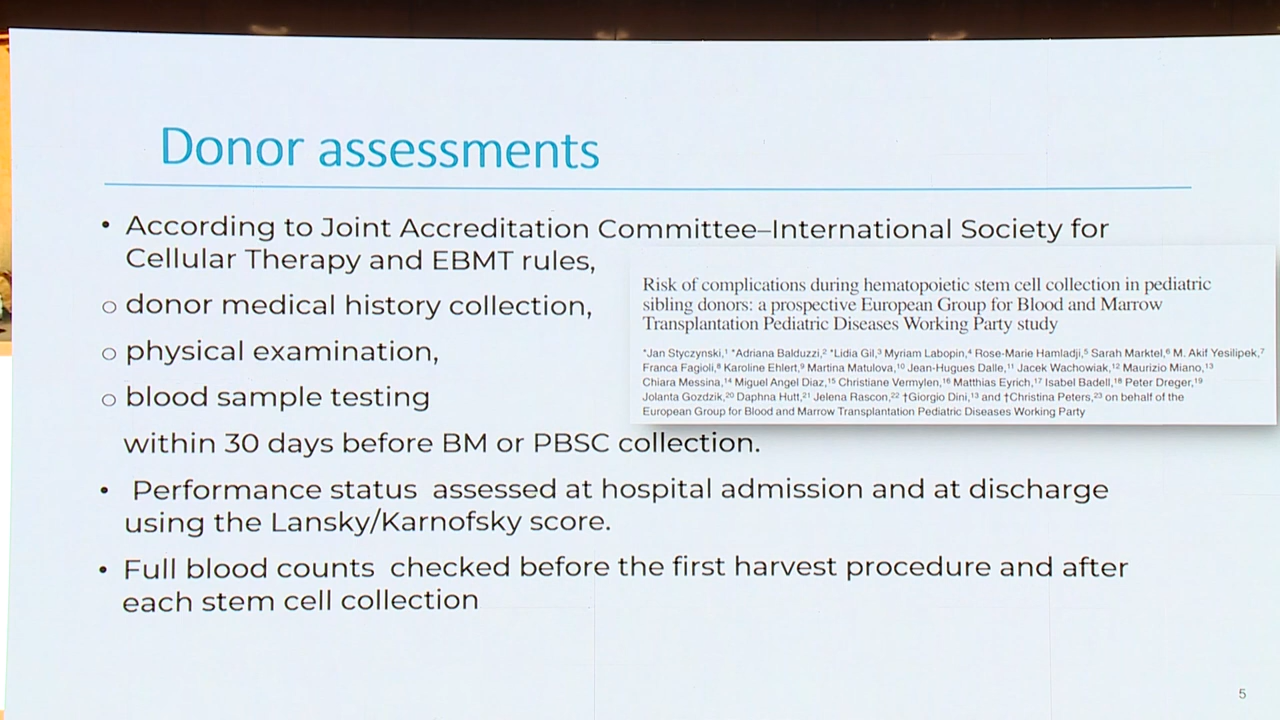 Donor assessments
• According to Joint Accreditation Committee–International Society for
Cellular Therapy and EBMT rules,
o donor medical history collection,
o physical examination,
o blood sample testing
within 30 days before BM or PBSC collection.
• Performance status assessed at hospital admission and at discharge
using the Lansky/Karnofsky score.
• Full blood counts checked before the first harvest procedure and after
each stem cell collection
Risk of complications during hematopoietic stem cell collection in pediatric
sibling donors: a prospective European Group for Blood and Marrow
Transplantation Pediatric Diseases Working Party study
*Jan Styczynski,¹ *Adriana Balduzzi,² *Lidia Gil,³ Myriam Labopin,⁴ Rose-Marie Hamladji,⁵ Sarah Marktel,⁶ M. Akif Yesilipek,⁷
Franca Fagioli,⁸ Karoline Ehlert,⁹ Martina Matulova,¹⁰ Jean-Hugues Dalle,¹¹ Jacek Wachowiak,¹² Maurizio Miano,¹³
Chiara Messina,¹⁴ Miguel Angel Diaz,¹⁵ Christiane Vermylen,¹⁶ Matthias Eyrich,¹⁷ Isabel Badell,¹⁸ Peter Dreger,¹⁹
Jolanta Gozdzik,²⁰ Daphna Hutt,²¹ Jelena Rascon,²² †Giorgio Dini,¹³ and †Christina Peters,²³ on behalf of the
European Group for Blood and Marrow Transplantation Pediatric Diseases Working Party
5